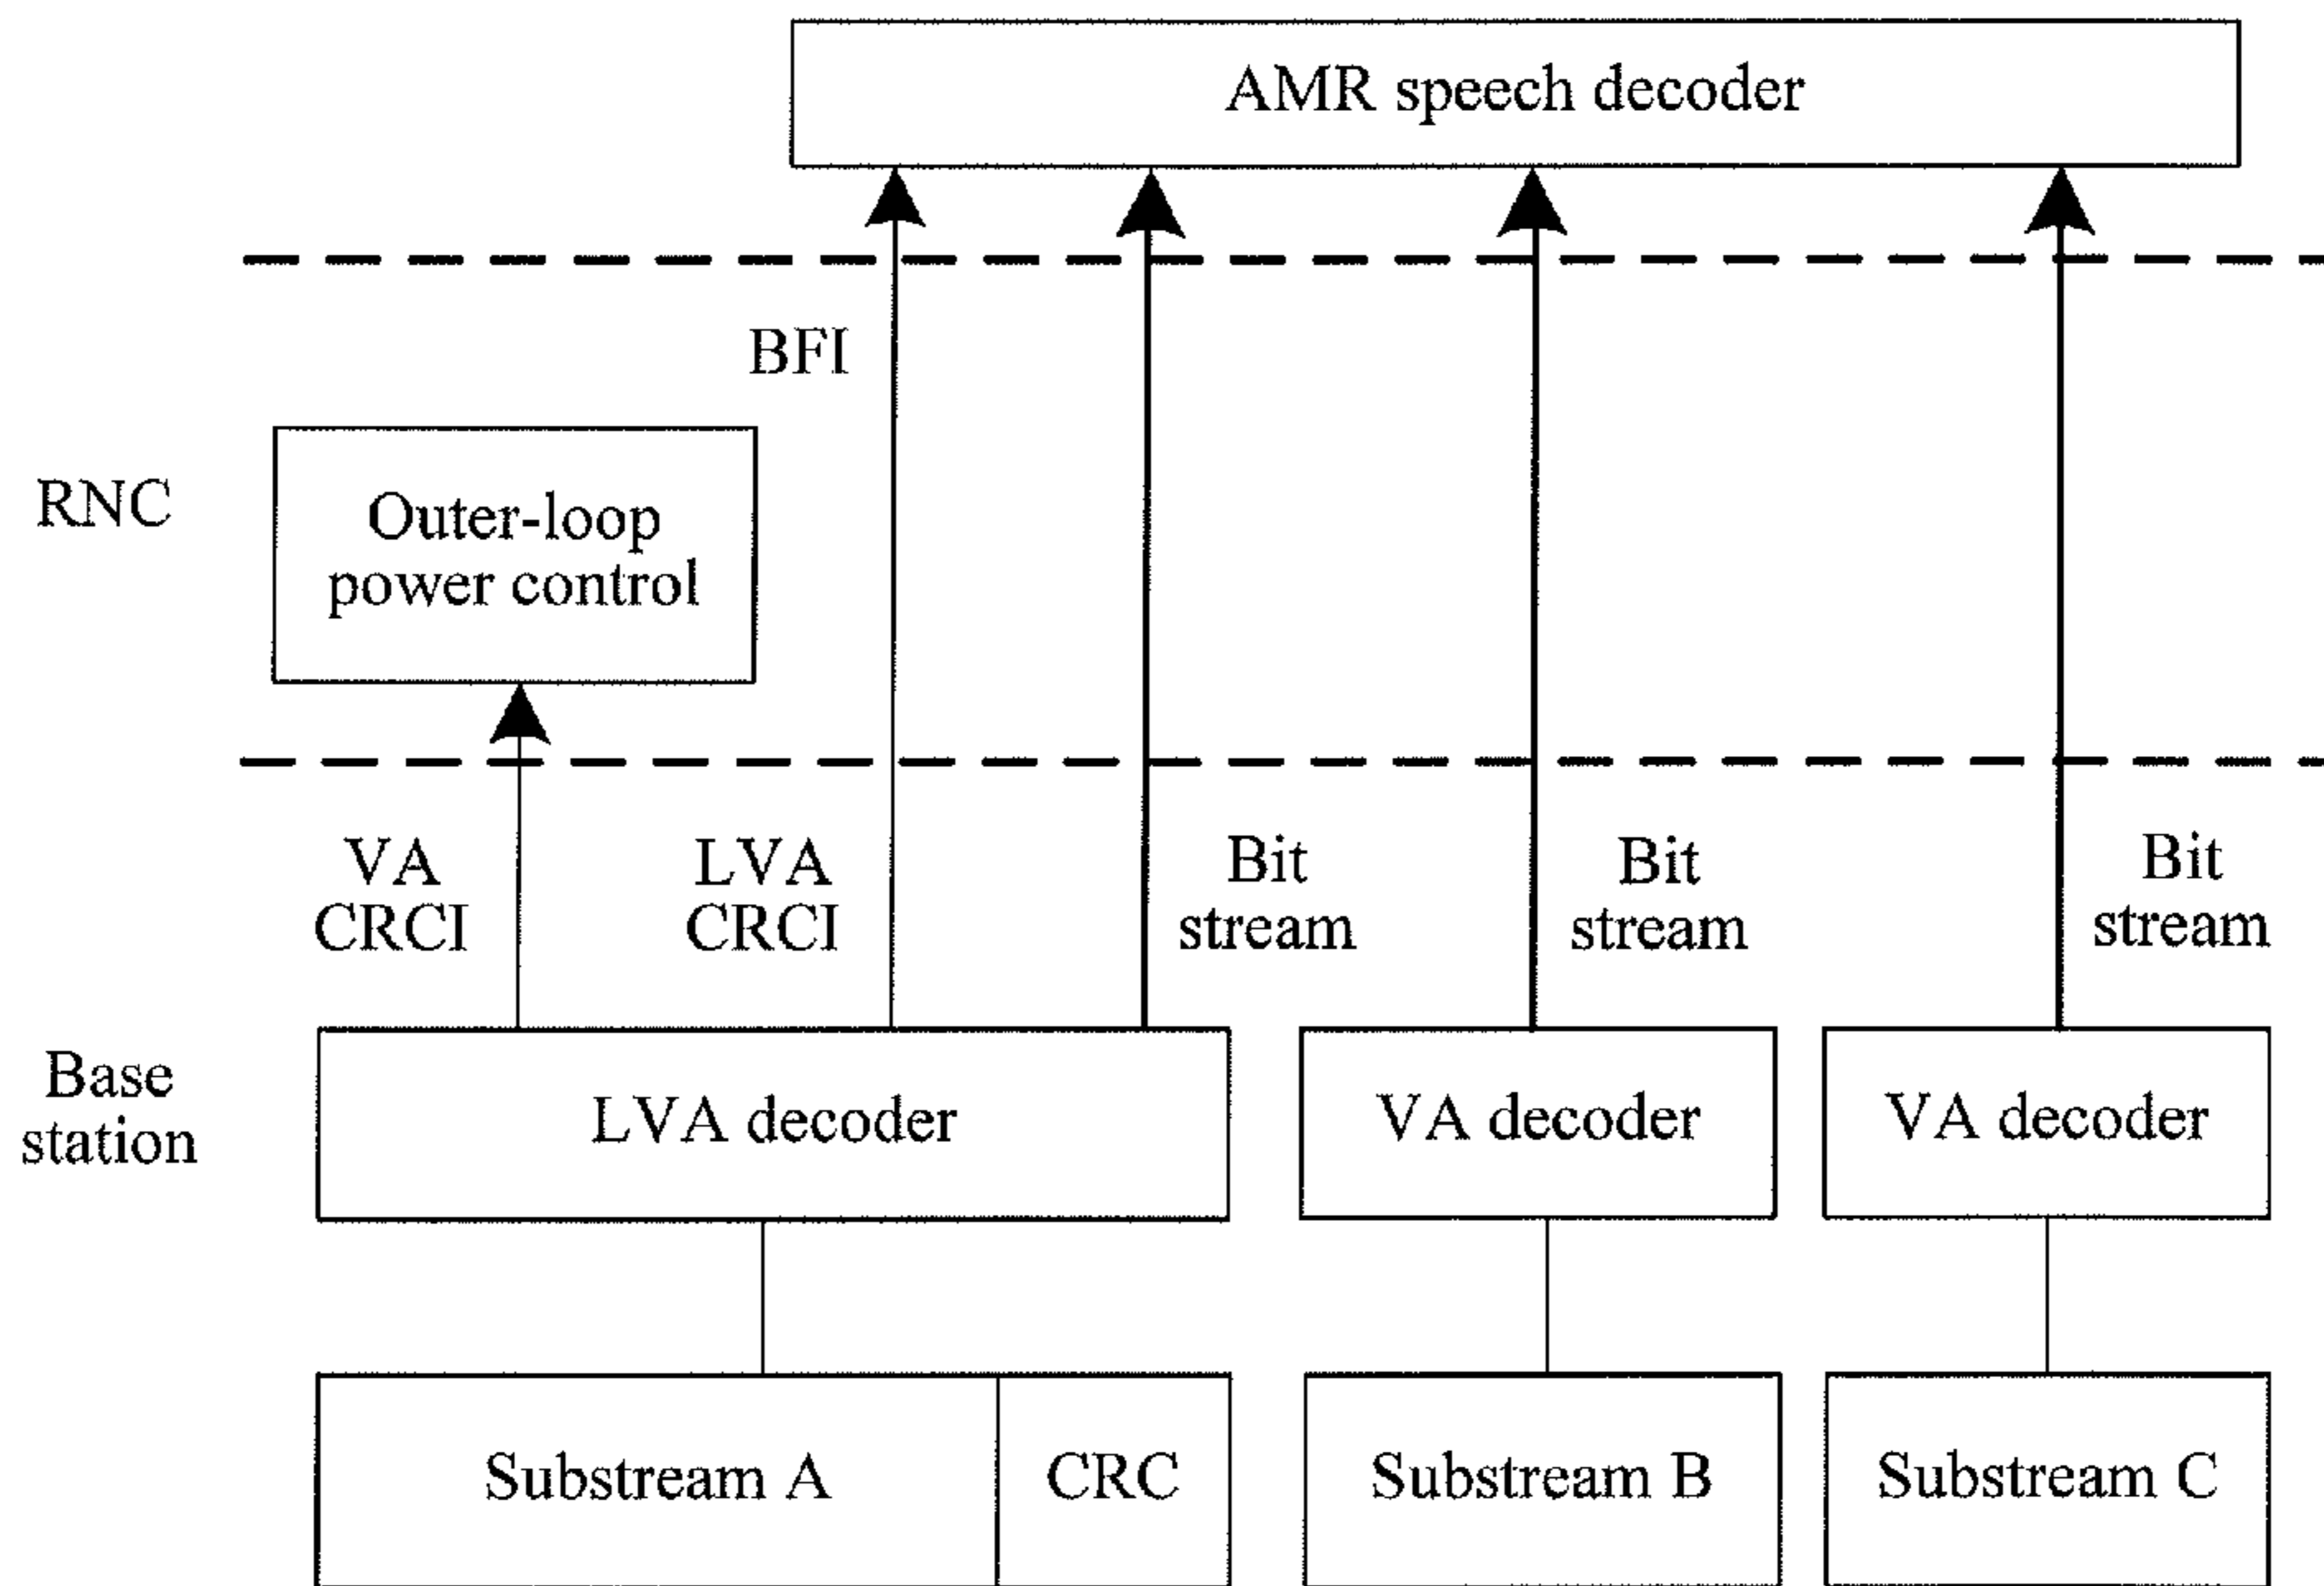 AMR speech decoder
BFI
RNC
Outer-loop
power control
VA
CRCI
LVA
CRCI
Bit
stream
Bit
stream
Bit
stream
Base
station
LVA decoder
VA decoder
VA decoder
Substream A
CRC
Substream B
Substream C